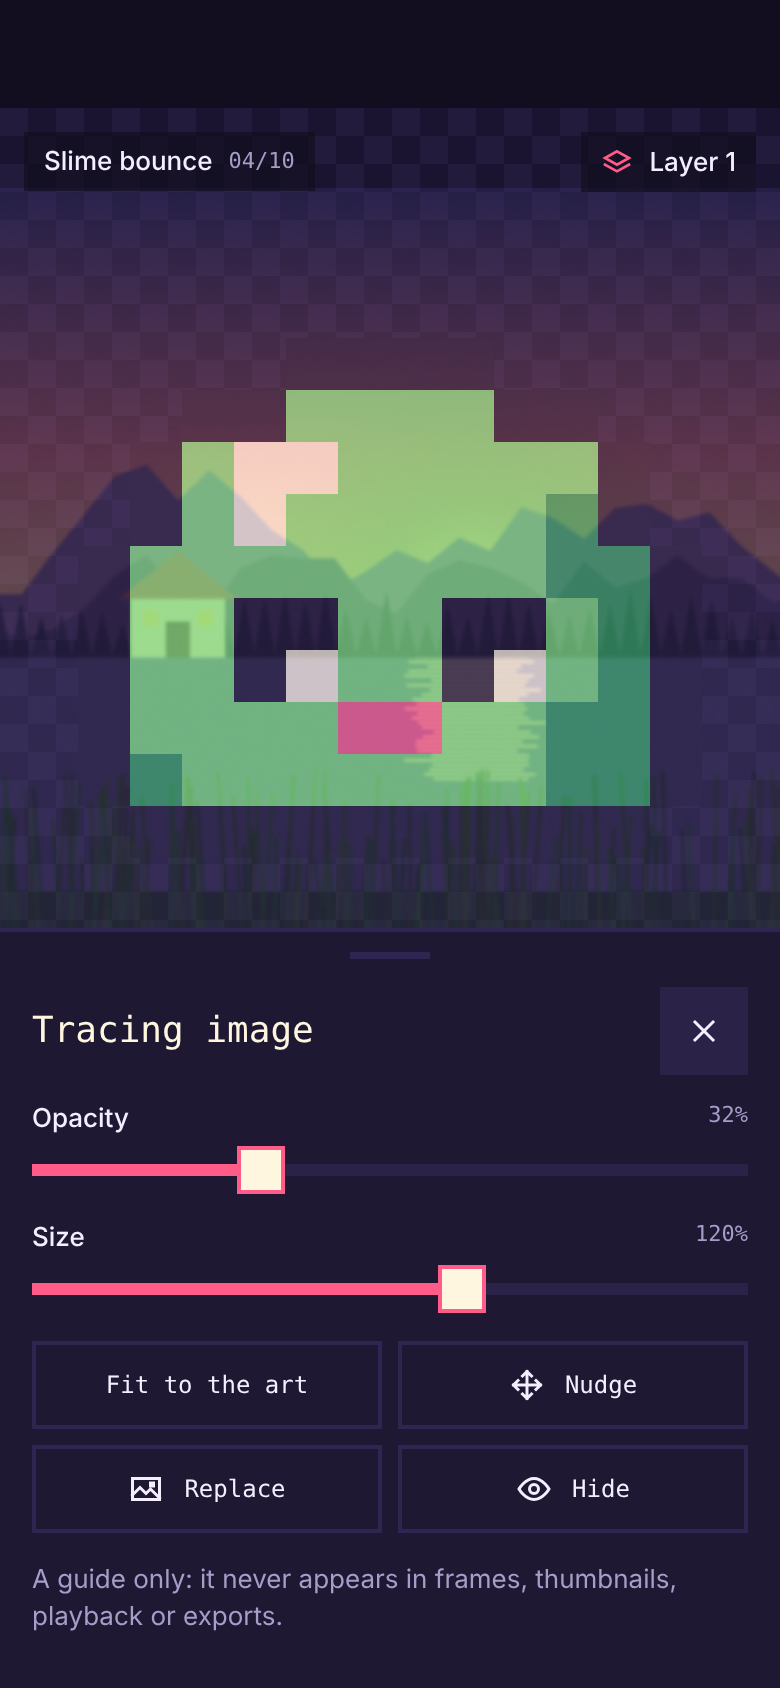 Slime bounce 04/10
Layer 1
Tracing image
Opacity 32%
Size 120%
Fit to the art
Nudge
Replace
Hide
A guide only: it never appears in frames, thumbnails,
playback or exports.